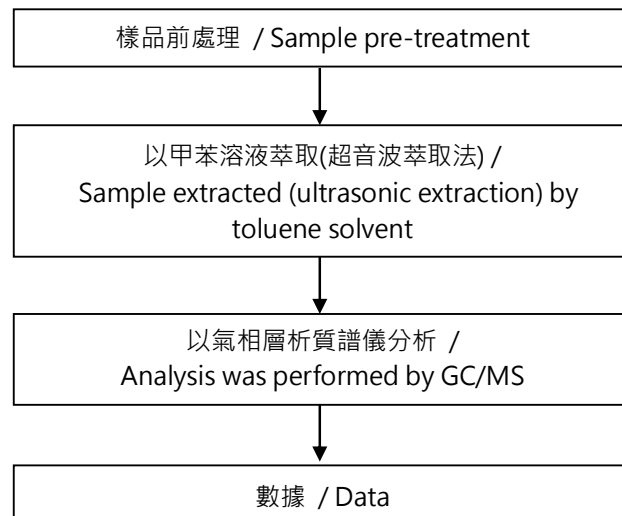 樣品前處理 / Sample pre-treatment
以甲苯溶液萃取(超音波萃取法) /
Sample extracted (ultrasonic extraction) by
toluene solvent
以氣相層析質譜儀分析 /
Analysis was performed by GC/MS
數據 / Data